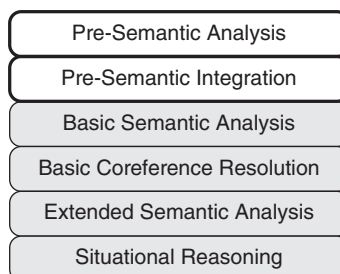 Pre-Semantic Analysis
Pre-Semantic Integration
Basic Semantic Analysis
Basic Coreference Resolution
Extended Semantic Analysis
Situational Reasoning